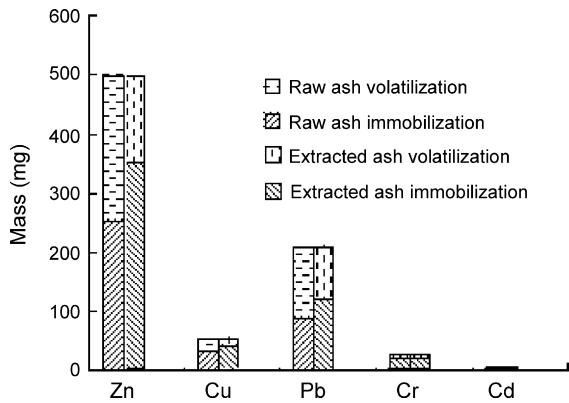 600
500
400
300
200
100
0
Mass (mg)
Raw ash volatilization
Raw ash immobilization
Extracted ash volatilization
Extracted ash immobilization
Zn Cu Pb Cr Cd